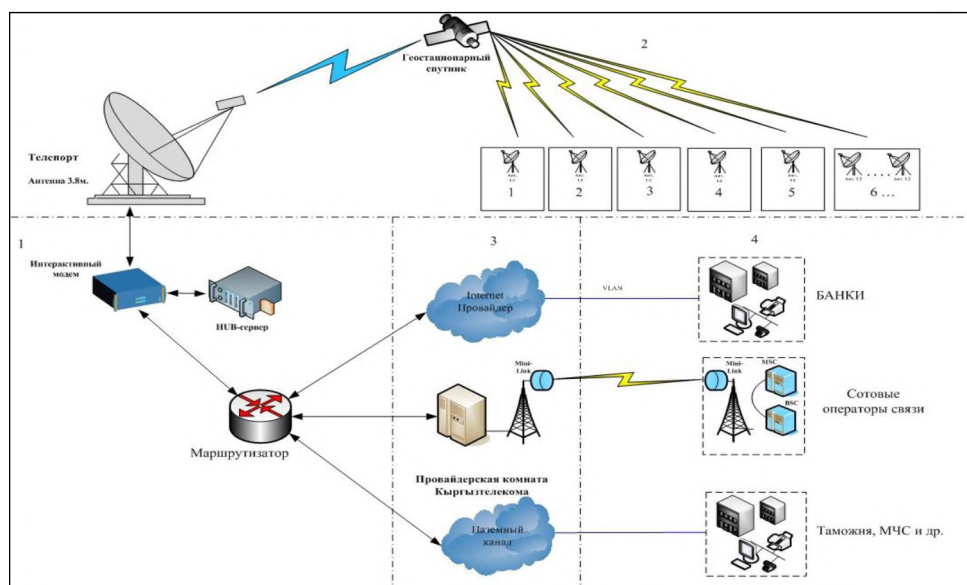 Геостационарный
спутник
2
Телепорт
Антенна 3.8м.
1
2
3
4
5
6 ...
1
Интерактивный
модем
HUB-сервер
Маршрутизатор
3
Internet
Провайдер
Mini-
Link
Провайдерская комната
Кыргызтелекома
Наземный
канал
4
VLAN
БАНКИ
Mini-
Link
MSC
BSC
Сотовые
операторы связи
Таможня, МЧС и др.